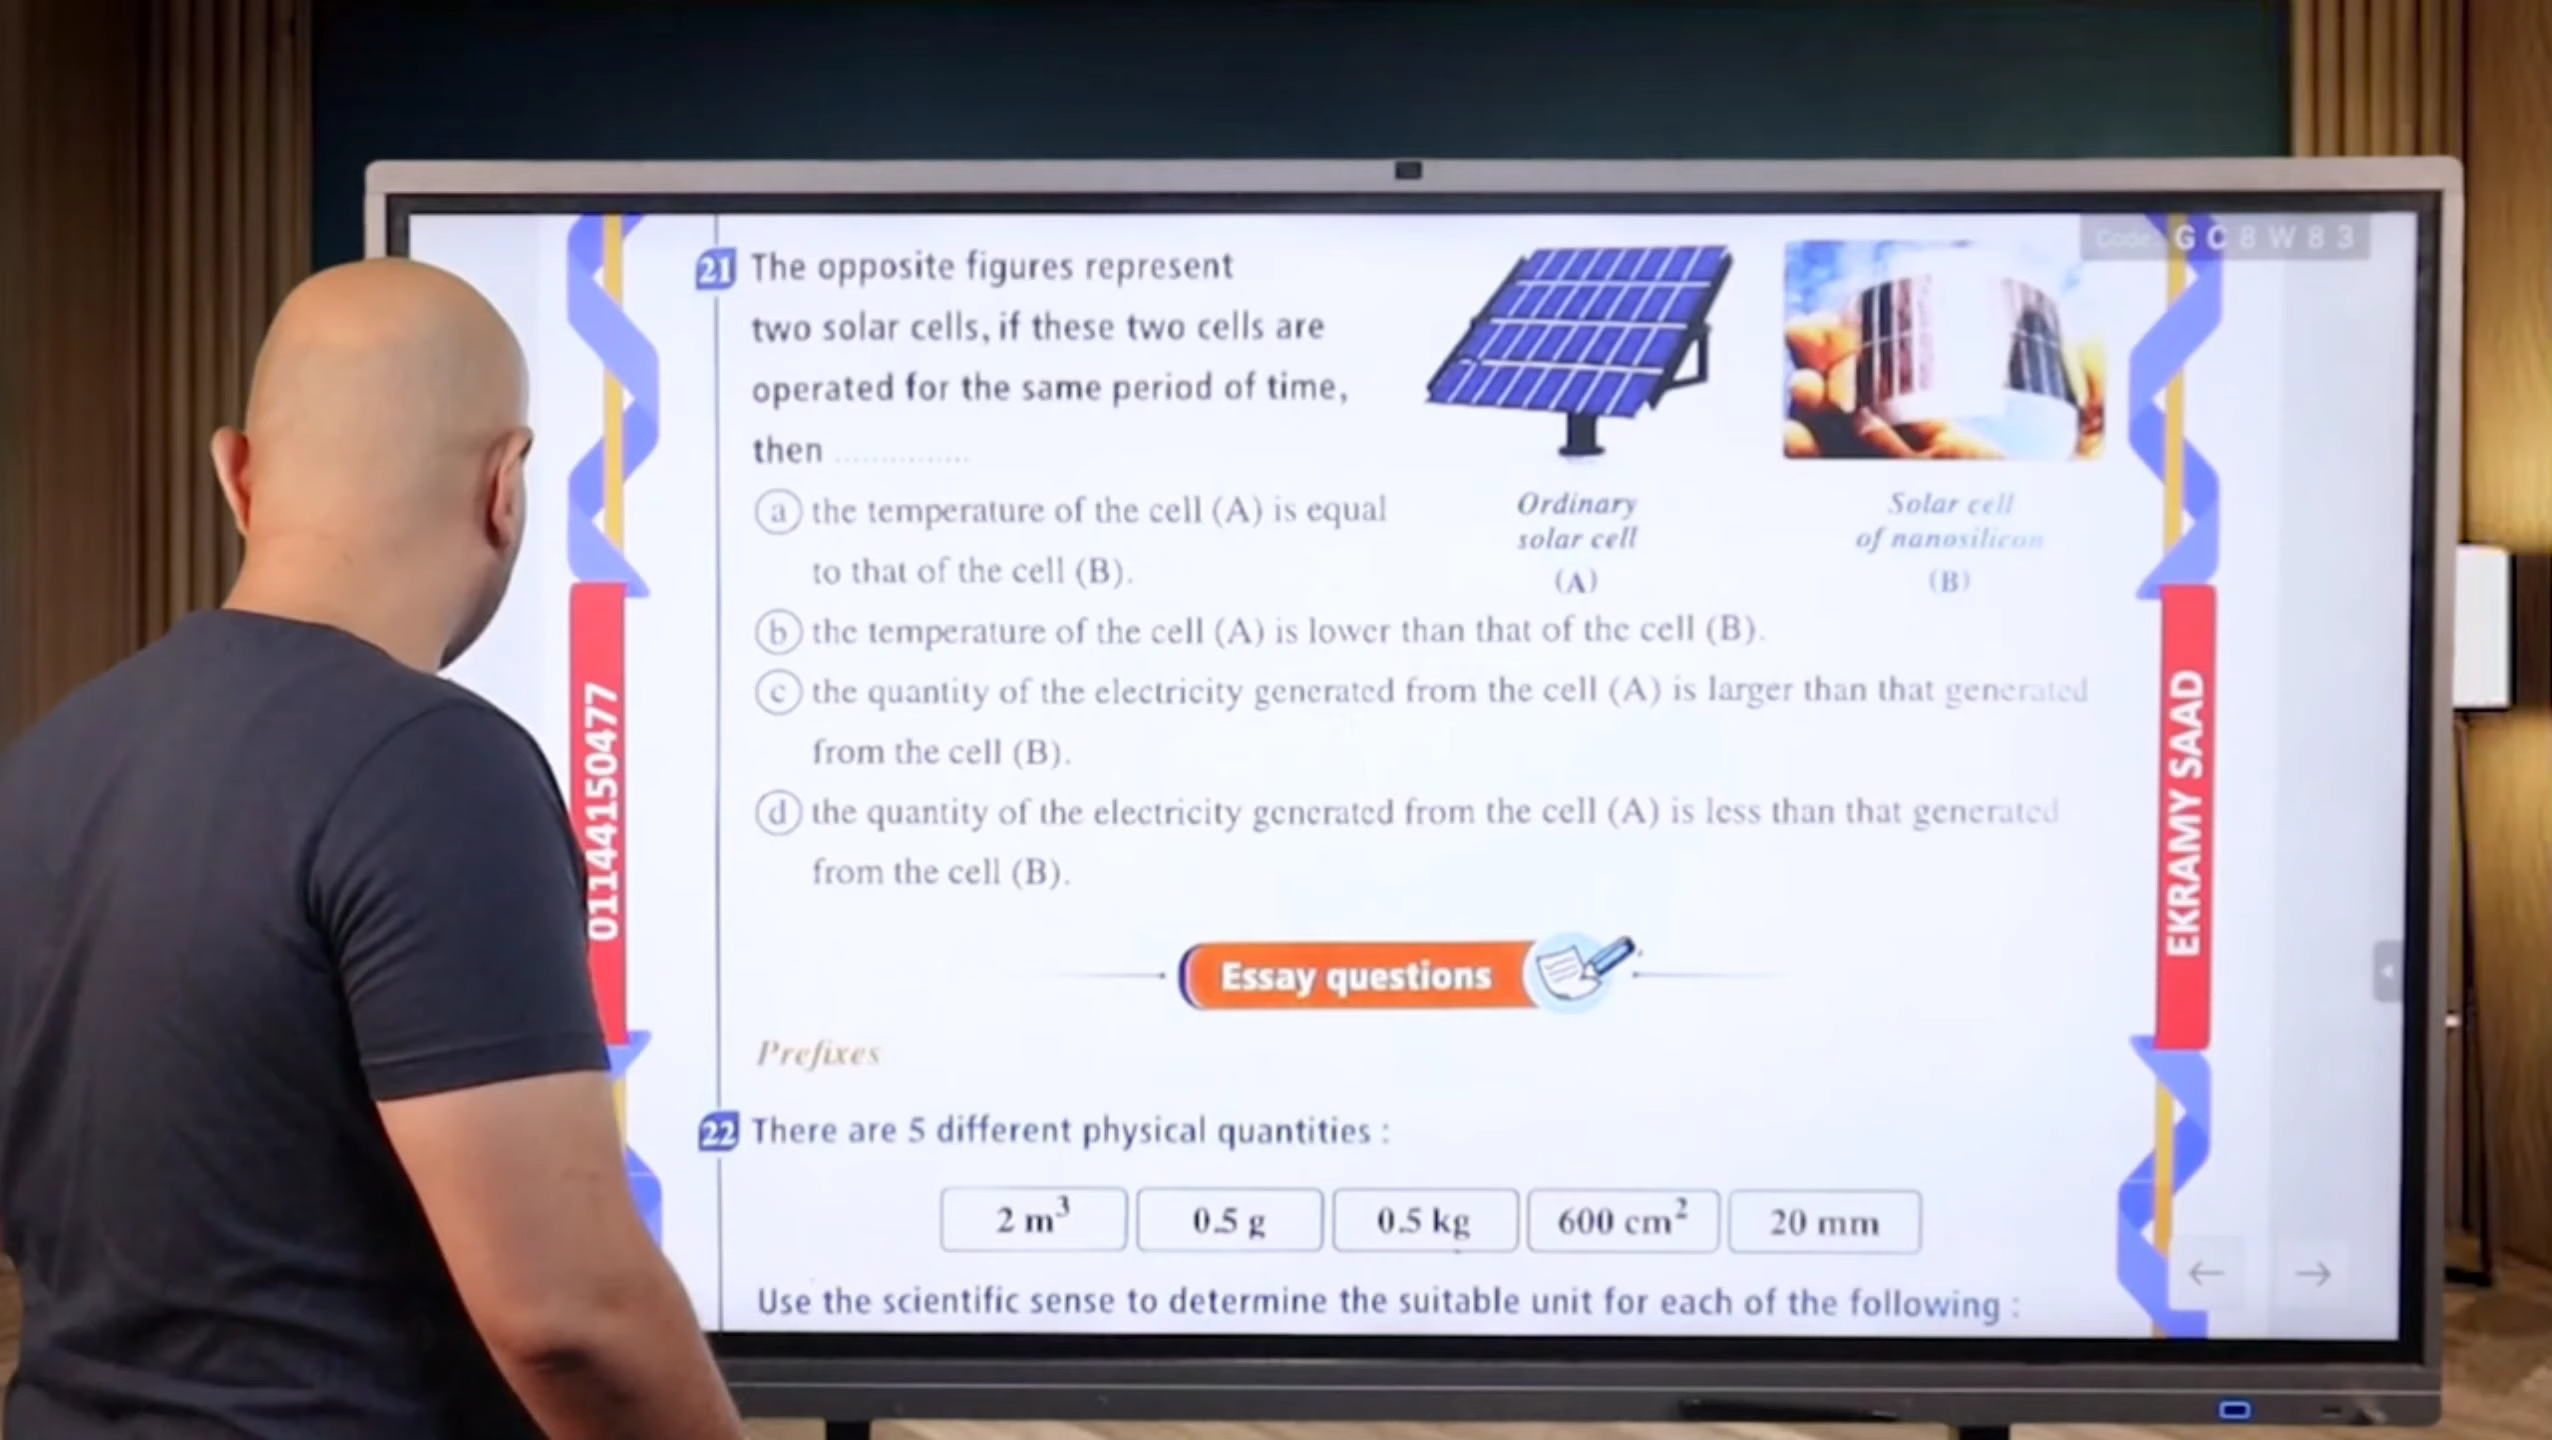 Code: GC8W83
21 The opposite figures represent
two solar cells, if these two cells are
operated for the same period of time,
then ...............
a the temperature of the cell (A) is equal
to that of the cell (B).
Ordinary
solar cell
(A)
Solar cell
of nanosilicon
(B)
b the temperature of the cell (A) is lower than that of the cell (B).
c the quantity of the electricity generated from the cell (A) is larger than that generated
from the cell (B).
d the quantity of the electricity generated from the cell (A) is less than that generated
from the cell (B).
Essay questions
Prefixes
22 There are 5 different physical quantities :
2 m³
0.5 g
0.5 kg
600 cm²
20 mm
Use the scientific sense to determine the suitable unit for each of the following :
01144150477
EKRAMY SAAD